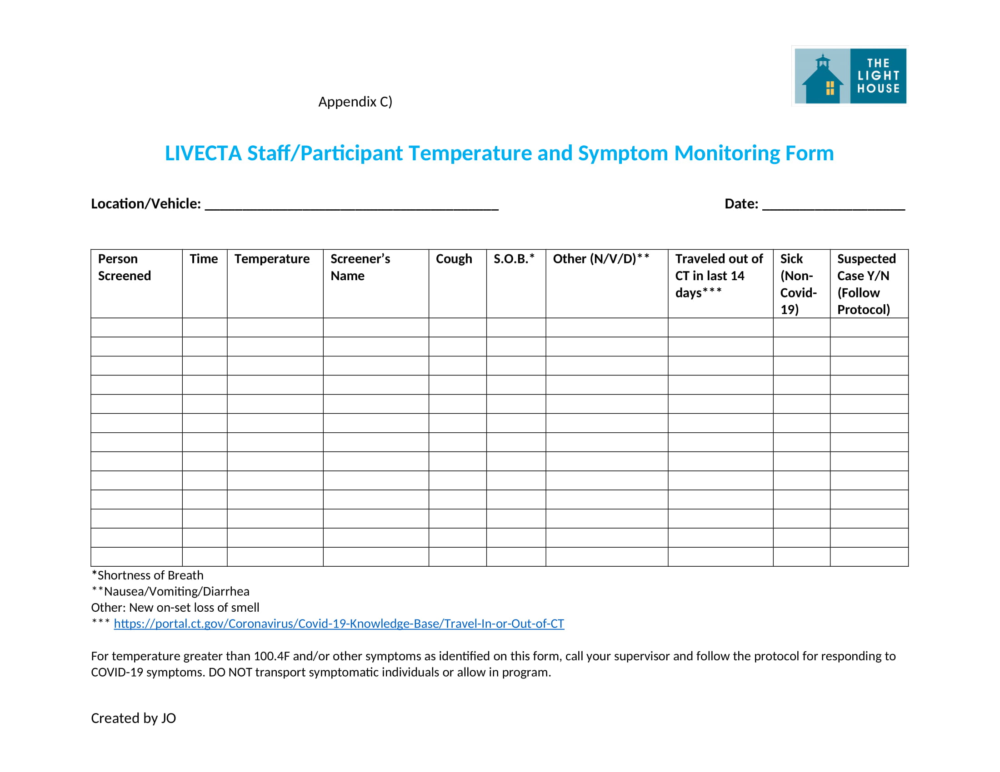 THE
LIGHT
HOUSE
Appendix C)
LIVECTA Staff/Participant Temperature and Symptom Monitoring Form
Location/Vehicle: _______________________________________ Date: ___________________
Person Screened | Time | Temperature | Screener’s Name | Cough | S.O.B.* | Other (N/V/D)** | Traveled out of CT in last 14 days*** | Sick (Non-Covid-19) | Suspected Case Y/N (Follow Protocol)
*Shortness of Breath
**Nausea/Vomiting/Diarrhea
Other: New on-set loss of smell
*** https://portal.ct.gov/Coronavirus/Covid-19-Knowledge-Base/Travel-In-or-Out-of-CT
For temperature greater than 100.4F and/or other symptoms as identified on this form, call your supervisor and follow the protocol for responding to
COVID-19 symptoms. DO NOT transport symptomatic individuals or allow in program.
Created by JO